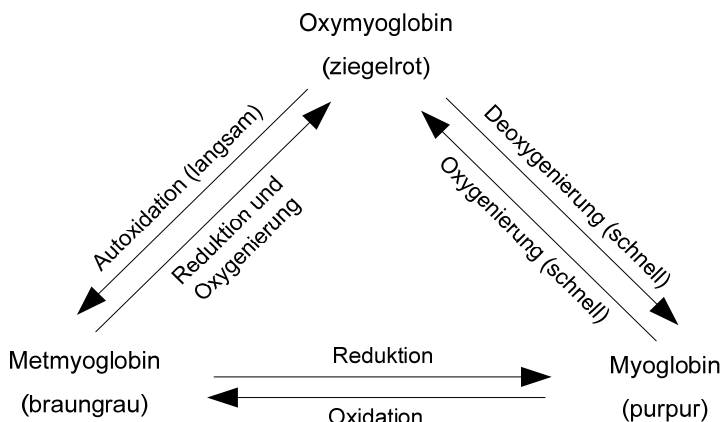 Oxymyoglobin
(ziegelrot)
Autoxidation (langsam)
Reduktion und
Oxygenierung
Deoxygenierung (schnell)
Oxygenierung (schnell)
Metmyoglobin
(braungrau)
Reduktion
Oxidation
Myoglobin
(purpur)